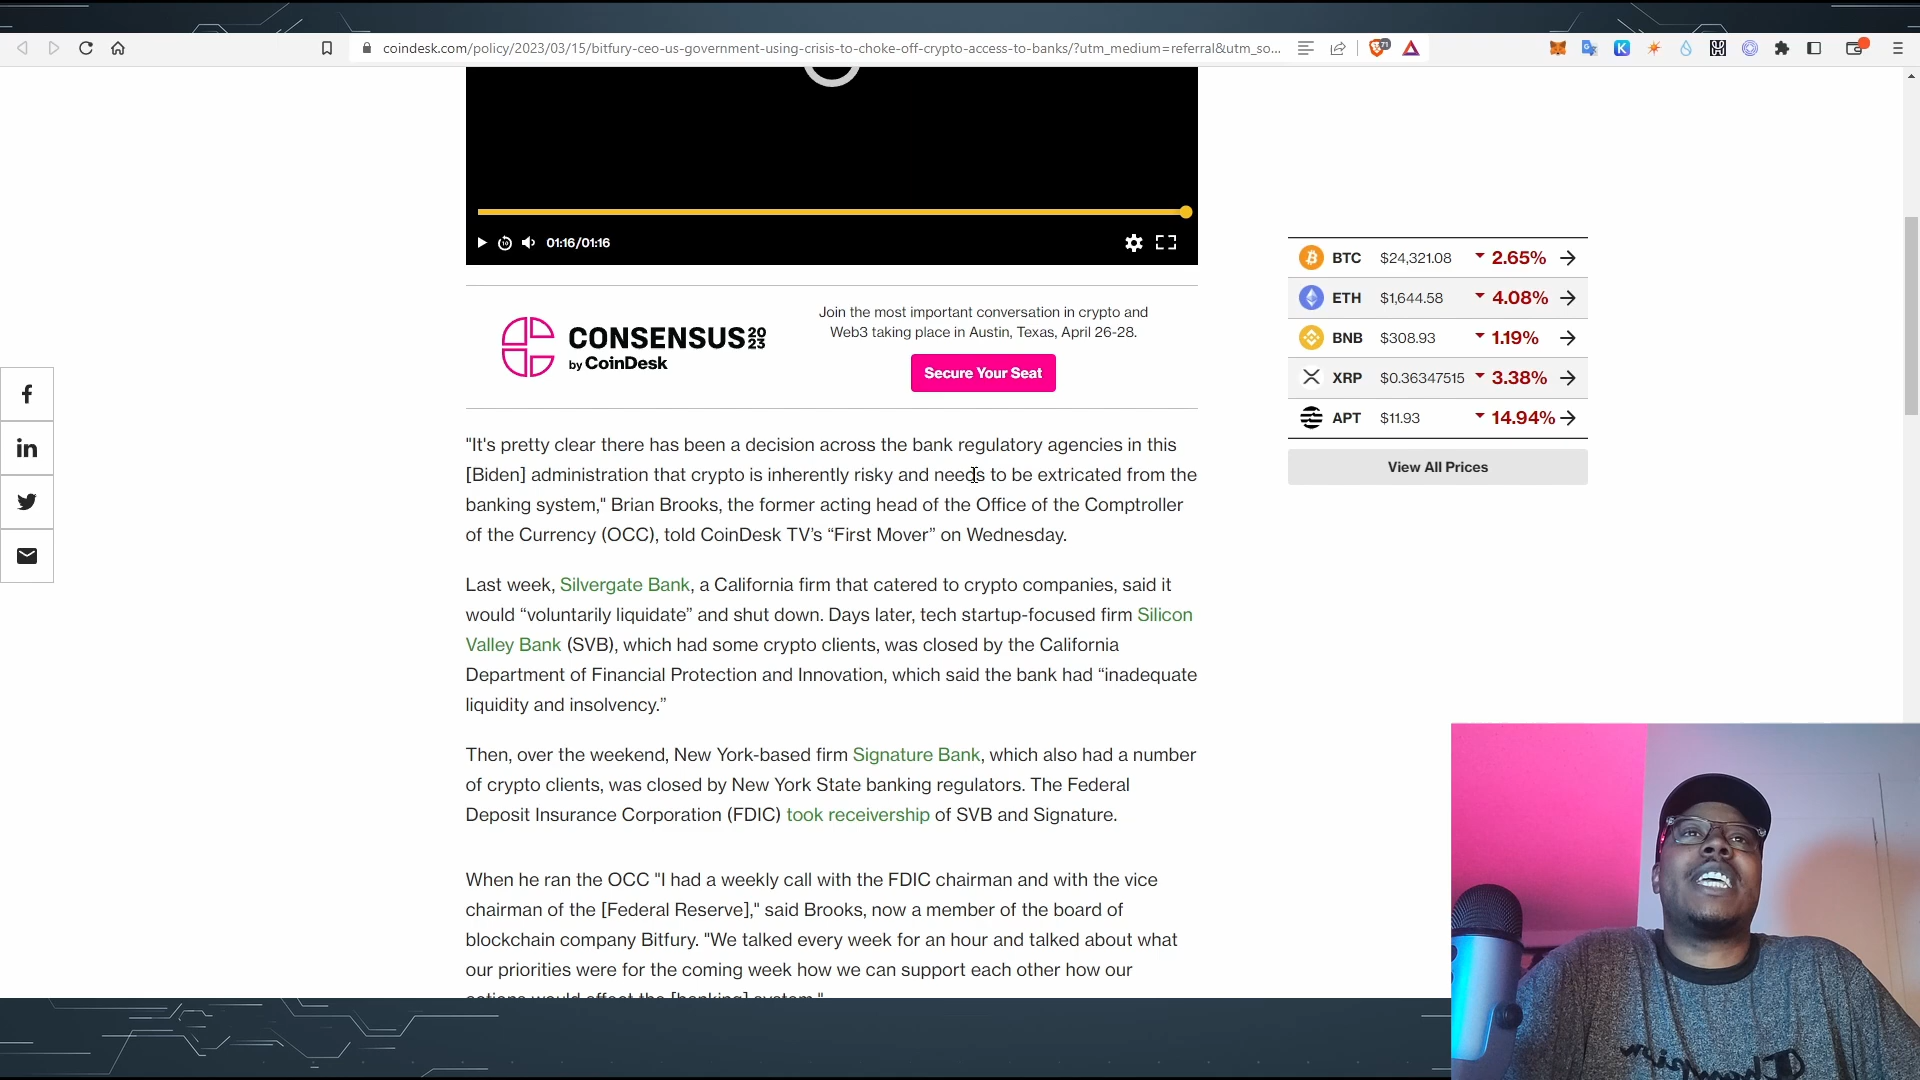 coindesk.com/policy/2023/03/15/bitfury-ceo-us-government-using-crisis-to-choke-off-crypto-access-to-banks/?utm_medium=referral&utm_so...
71
01:16/01:16
CONSENSUS 2023
by CoinDesk
Join the most important conversation in crypto and
Web3 taking place in Austin, Texas, April 26-28.
Secure Your Seat
BTC $24,321.08 2.65%
ETH $1,644.58 4.08%
BNB $308.93 1.19%
XRP $0.36347515 3.38%
APT $11.93 14.94%
View All Prices
"It's pretty clear there has been a decision across the bank regulatory agencies in this
[Biden] administration that crypto is inherently risky and needs to be extricated from the
banking system," Brian Brooks, the former acting head of the Office of the Comptroller
of the Currency (OCC), told CoinDesk TV’s “First Mover” on Wednesday.
Last week, Silvergate Bank, a California firm that catered to crypto companies, said it
would “voluntarily liquidate” and shut down. Days later, tech startup-focused firm Silicon
Valley Bank (SVB), which had some crypto clients, was closed by the California
Department of Financial Protection and Innovation, which said the bank had “inadequate
liquidity and insolvency.”
Then, over the weekend, New York-based firm Signature Bank, which also had a number
of crypto clients, was closed by New York State banking regulators. The Federal
Deposit Insurance Corporation (FDIC) took receivership of SVB and Signature.
When he ran the OCC "I had a weekly call with the FDIC chairman and with the vice
chairman of the [Federal Reserve]," said Brooks, now a member of the board of
blockchain company Bitfury. "We talked every week for an hour and talked about what
our priorities were for the coming week how we can support each other how our
actions would affect the [banking] system."